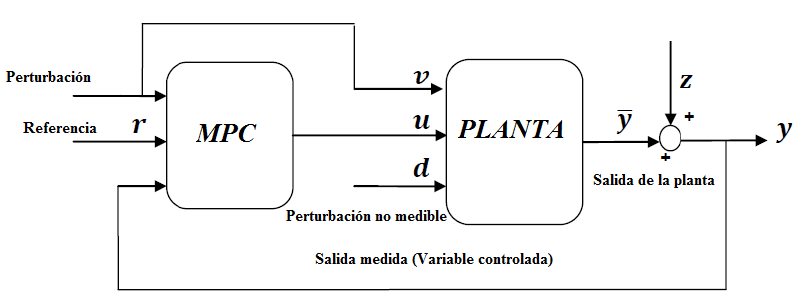 Perturbación
v
z
+
Referencia
r
MPC
u
PLANTA
ȳ
y
+
d
Salida de la planta
Perturbación no medible
Salida medida (Variable controlada)